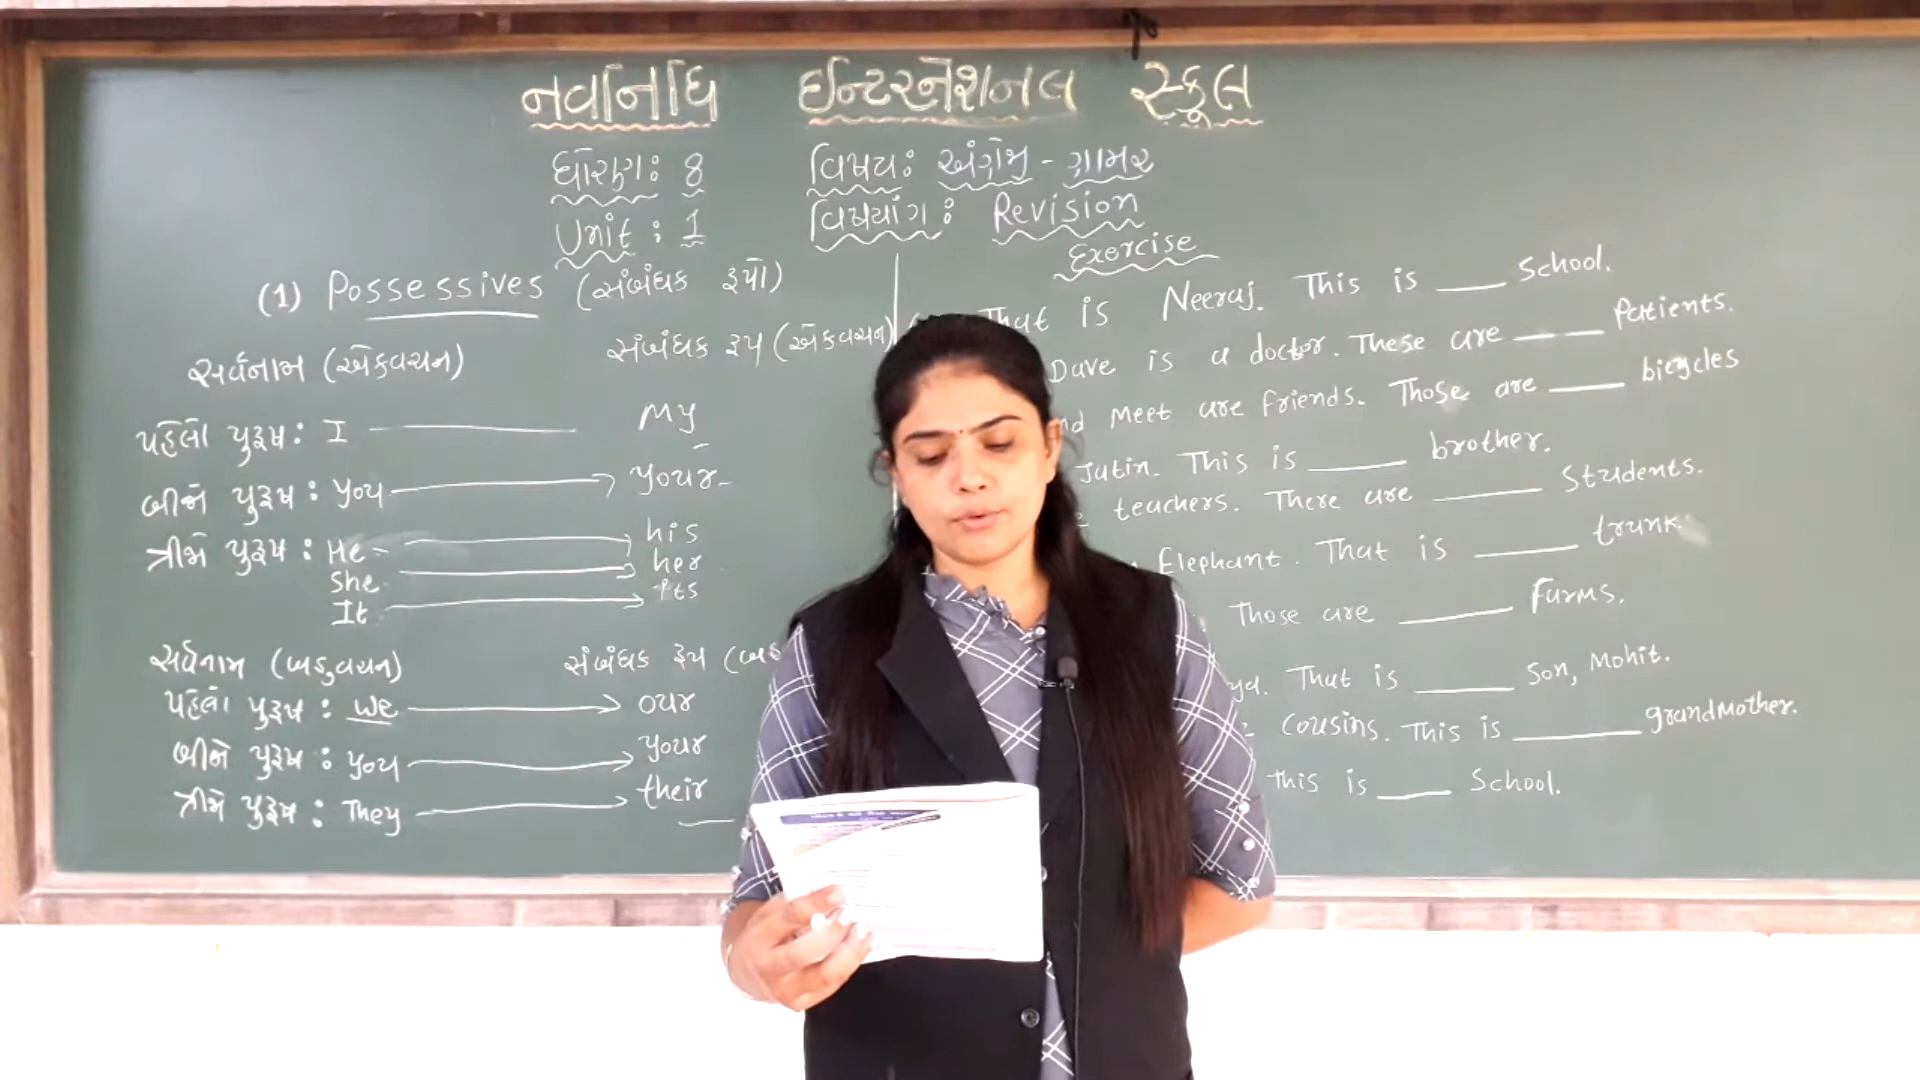 નવાનિધિ ઈન્ટરનેશનલ સ્કૂલ
ધોરણ: 8 વિષય: અંગ્રેજી - ગ્રામર
Unit : 1 વિષયાંગ: Revision
(1) Possessives (સંબંધક રૂપો)
સર્વનામ (એકવચન) સંબંધક રૂપ (એકવચન)
પહેલો પુરૂષ: I My
બીજો પુરૂષ : you your
ત્રીજો પુરૂષ : He his
She her
It its
સર્વનામ (બહુવચન) સંબંધક રૂપ
પહેલો પુરૂષ : we our
બીજો પુરૂષ : you your
ત્રીજો પુરૂષ : They their
Exercise
That is Neeraj. This is ___ School.
Dave is a doctor. These are ___ Patients.
Meet are friends. Those are ___ bicycles
Jatin. This is ___ brother.
teachers. There are ___ Students.
Elephant. That is ___ trunk.
Those are ___ farms.
That is ___ Son, Mohit.
cousins. This is ___ grandMother.
This is ___ School.